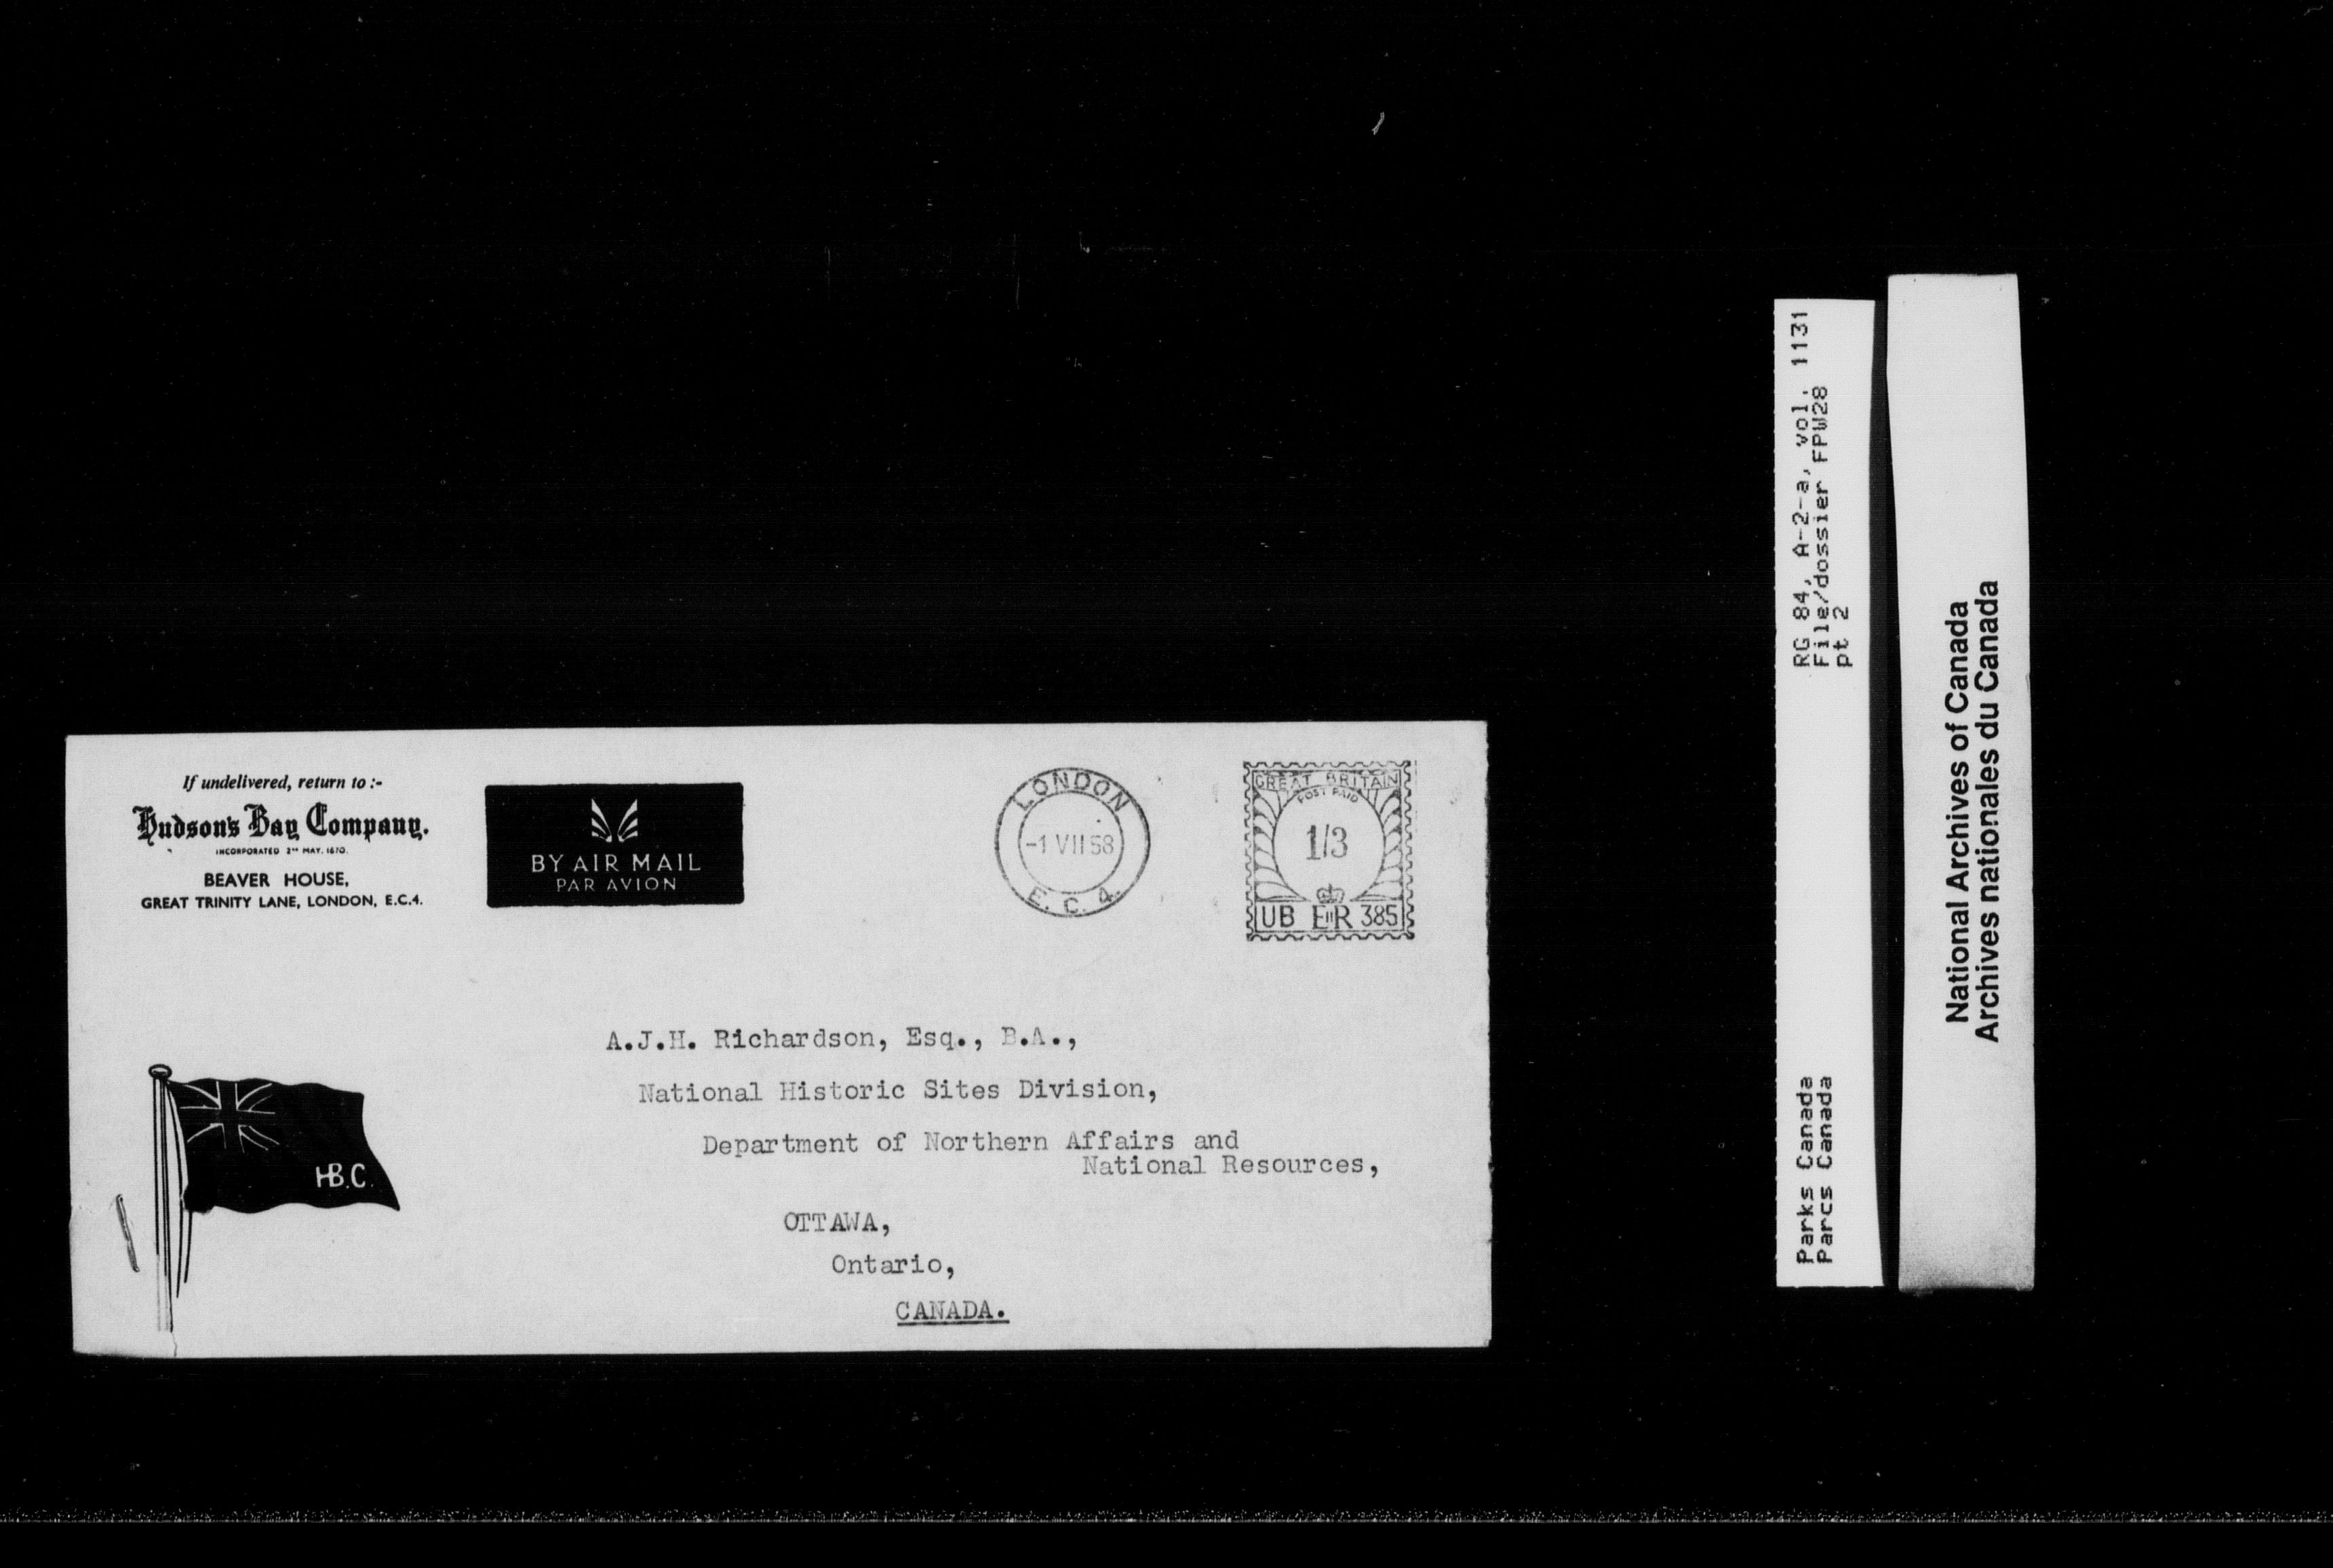 If undelivered, return to :-
Hudson's Bay Company.
INCORPORATED 2ND MAY, 1670.
BEAVER HOUSE,
GREAT TRINITY LANE, LONDON, E.C.4.
BY AIR MAIL
PAR AVION
LONDON
-1 VII 58
E. C. 4.
GREAT BRITAIN
POST PAID
1/3
UB EIIR 385
A.J.H. Richardson, Esq., B.A.,
National Historic Sites Division,
Department of Northern Affairs and
National Resources,
OTTAWA,
Ontario,
CANADA.
H.B.C.
RG 84, A-2-a, Vol. 1131
File/dossier FPW28
pt 2
Parks Canada
Parcs Canada
National Archives of Canada
Archives nationales du Canada